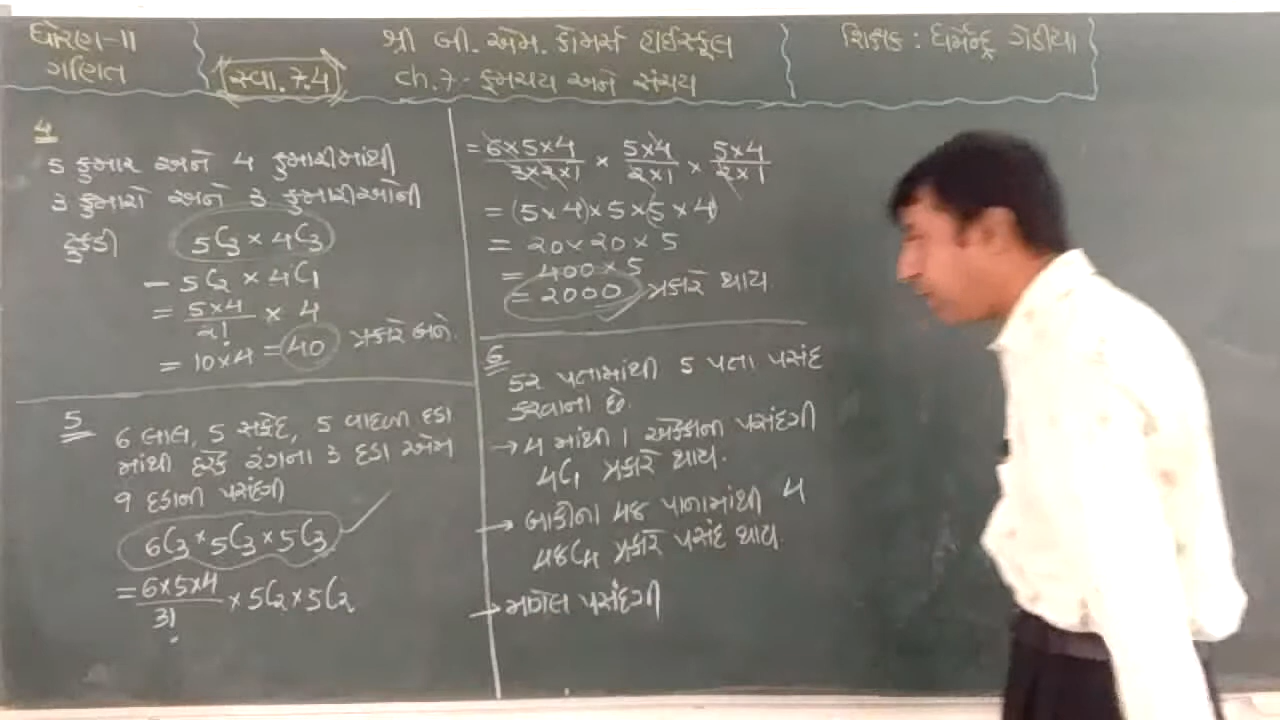 ધોરણ-11
ગણિત
સ્વા. 7.4
શ્રી બી. એમ. કોમર્સ હાઈસ્કૂલ
ch.7 - ક્રમચય અને સંચય
શિક્ષક : ધર્મેન્દ્ર ગેડીયા
4
5 કુમાર અને 4 કુમારીમાંથી
3 કુમારો અને 3 કુમારીઓની
ટુકડી 5C3 × 4C3
= 5C2 × 4C1
= 5×4/2! × 4
= 10×4 = 40 પ્રકારે બને.
5
6 લાલ, 5 સફેદ, 5 વાદળી દડા
માંથી દરેક રંગના 3 દડા એમ
9 દડાની પસંદગી
6C3 × 5C3 × 5C3
= 6×5×4/3! × 5C2 × 5C2
= 6×5×4/3×2×1 × 5×4/2×1 × 5×4/2×1
= (5×4)×5×(5×4)
= 20×20×5
= 400×5
= 2000 પ્રકારે થાય.
6
52 પતામાંથી 5 પતા પસંદ
કરવાના છે.
→ 4 માંથી 1 એક્કાની પસંદગી
4C1 પ્રકારે થાય.
→ બાકીના 48 પાનામાંથી 4
48C4 પ્રકારે પસંદ થાય.
→ મળેલ પસંદગી